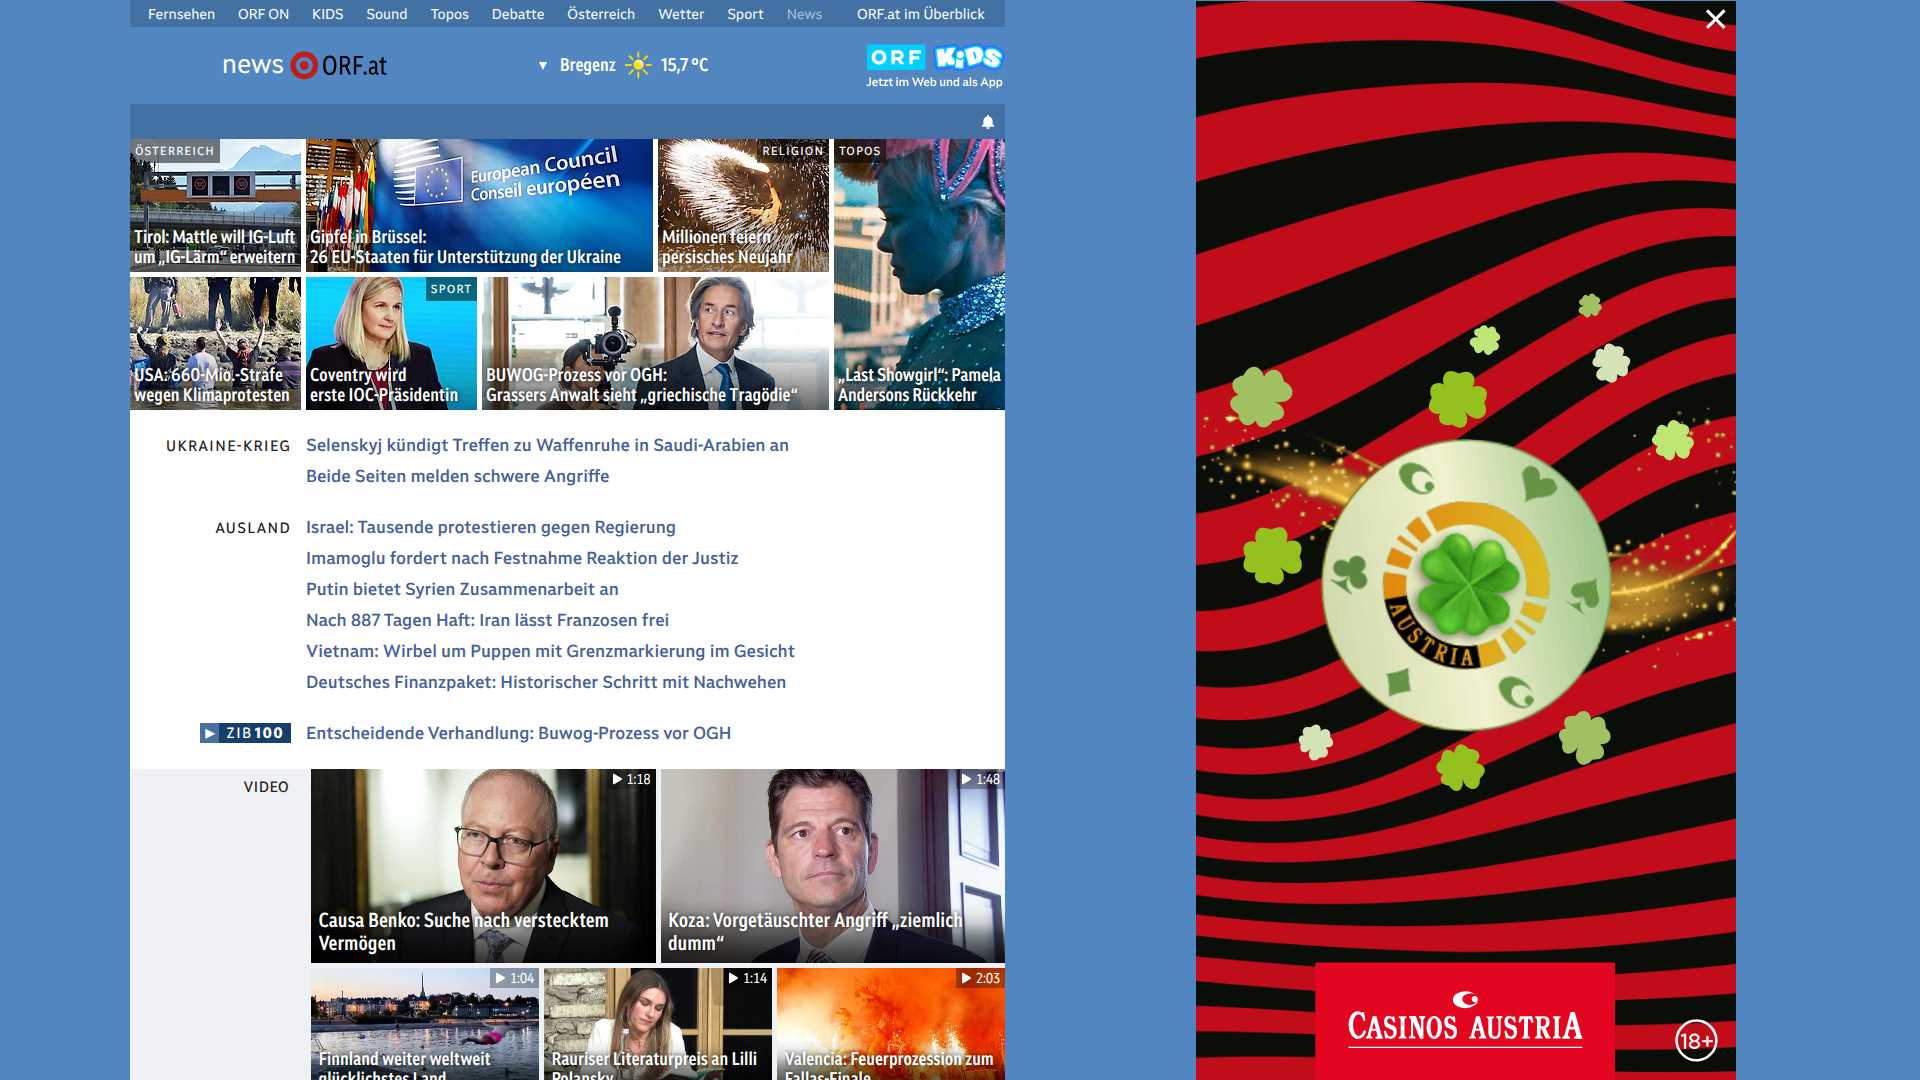 Fernsehen ORF ON KIDS Sound Topos Debatte Österreich Wetter Sport News ORF.at im Überblick
news ORF.at
▼ Bregenz 15,7 °C
ORF KiDS
Jetzt im Web und als App
ÖSTERREICH
Tirol: Mattle will IG-Luft
um „IG-Lärm“ erweitern
European Council
Conseil européen
Gipfel in Brüssel:
26 EU-Staaten für Unterstützung der Ukraine
RELIGION
Millionen feiern
persisches Neujahr
TOPOS
„Last Showgirl“: Pamela
Andersons Rückkehr
USA: 660-Mio.-Strafe
wegen Klimaprotesten
SPORT
Coventry wird
erste IOC-Präsidentin
BUWOG-Prozess vor OGH:
Grassers Anwalt sieht „griechische Tragödie“
UKRAINE-KRIEG
Selenskyj kündigt Treffen zu Waffenruhe in Saudi-Arabien an
Beide Seiten melden schwere Angriffe
AUSLAND
Israel: Tausende protestieren gegen Regierung
Imamoglu fordert nach Festnahme Reaktion der Justiz
Putin bietet Syrien Zusammenarbeit an
Nach 887 Tagen Haft: Iran lässt Franzosen frei
Vietnam: Wirbel um Puppen mit Grenzmarkierung im Gesicht
Deutsches Finanzpaket: Historischer Schritt mit Nachwehen
ZIB100
Entscheidende Verhandlung: Buwog-Prozess vor OGH
VIDEO
1:18
Causa Benko: Suche nach verstecktem
Vermögen
1:48
Koza: Vorgetäuschter Angriff „ziemlich
dumm“
1:04
Finnland weiter weltweit
glücklichstes Land
1:14
Rauriser Literaturpreis an Lilli
Polansky
2:03
Valencia: Feuerprozession zum
Fallas-Finale
AUSTRIA
CASINOS AUSTRIA
18+